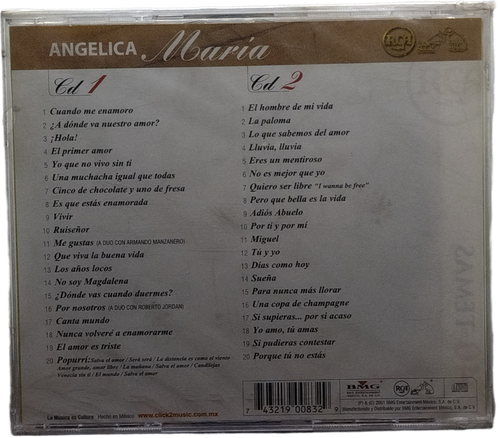 ANGELICA María
RCA
Cd 1
1 Cuando me enamoro
2 ¿A dónde va nuestro amor?
3 ¡Hola!
4 El primer amor
5 Yo que no vivo sin ti
6 Una muchacha igual que todas
7 Cinco de chocolate y uno de fresa
8 Es que estás enamorada
9 Vivir
10 Ruiseñor
11 Me gustas (A DUO CON ARMANDO MANZANERO)
12 Que viva la buena vida
13 Los años locos
14 No soy Magdalena
15 ¿Dónde vas cuando duermes?
16 Por nosotros (A DUO CON ROBERTO JORDAN)
17 Canta mundo
18 Nunca volveré a enamorarme
19 El amor es triste
20 Popurrí: Salva el amor / Será será / La distancia es como el viento
Amor grande, amor libre / La mañana / Salva el amor / Candilejas
Venecia sin ti / El mundo / Salva el amor
Cd 2
1 El hombre de mi vida
2 La paloma
3 Lo que sabemos del amor
4 Lluvia, lluvia
5 Eres un mentiroso
6 No es mejor que yo
7 Quiero ser libre "I wanna be free"
8 Pero que bella es la vida
9 Adiós Abuelo
10 Por ti y por mi
11 Miguel
12 Tú y yo
13 Días como hoy
14 Sueña
15 Para nunca más llorar
16 Una copa de champagne
17 Si supieras... por si acaso
18 Yo amo, tú amas
19 Si pudieras contestar
20 Porque tú no estás
La Música es Cultura Hecho en México www.click2music.com.mx
7 43219 00832 9
BMG
RCA